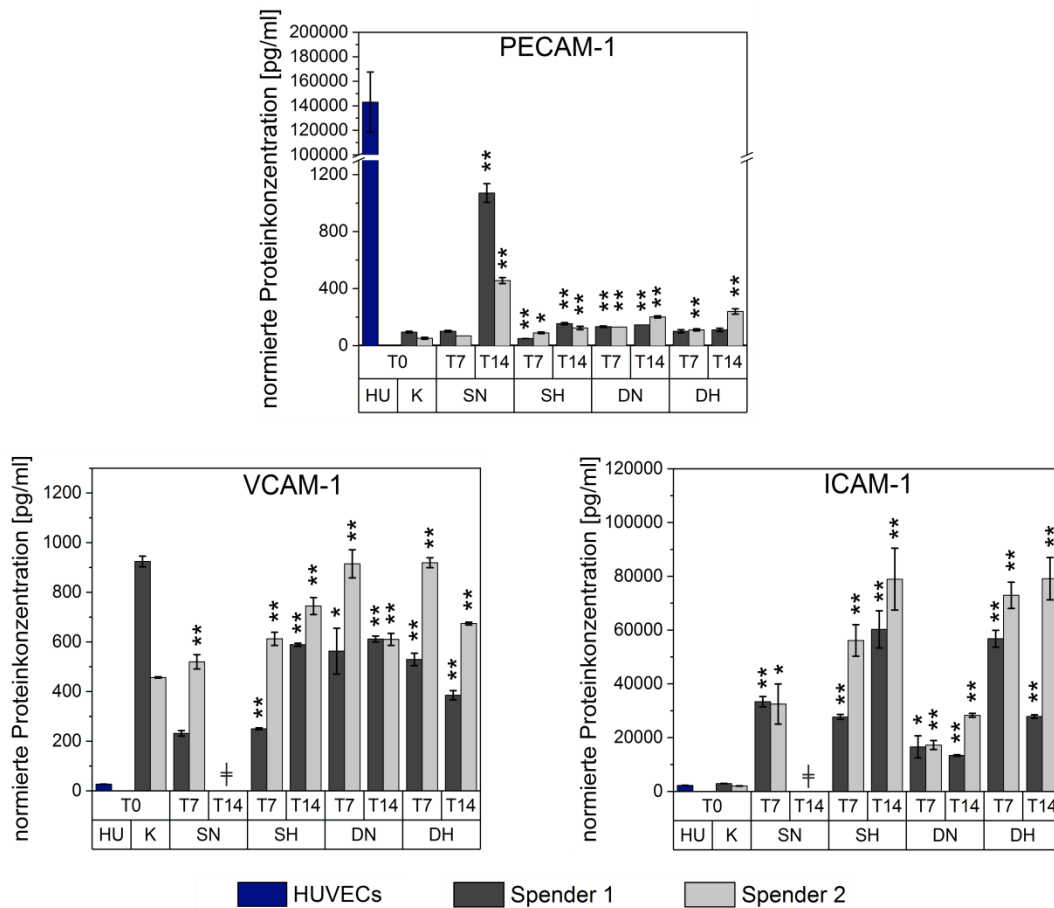 PECAM-1
normierte Proteinkonzentration [pg/ml]
200000
180000
160000
140000
120000
100000
1200
800
400
0
** ** ** * ** ** ** ** ** ** ** **
T0 T7 T14 T7 T14 T7 T14 T7 T14
HU K SN SH DN DH
VCAM-1
normierte Proteinkonzentration [pg/ml]
1200
1000
800
600
400
200
0
** ǂ ** ** ** ** * ** ** ** ** ** ** **
T0 T7 T14 T7 T14 T7 T14 T7 T14
HU K SN SH DN DH
ICAM-1
normierte Proteinkonzentration [pg/ml]
120000
100000
80000
60000
40000
20000
0
** * ǂ ** ** ** ** * ** ** ** ** ** ** **
T0 T7 T14 T7 T14 T7 T14 T7 T14
HU K SN SH DN DH
HUVECs Spender 1 Spender 2